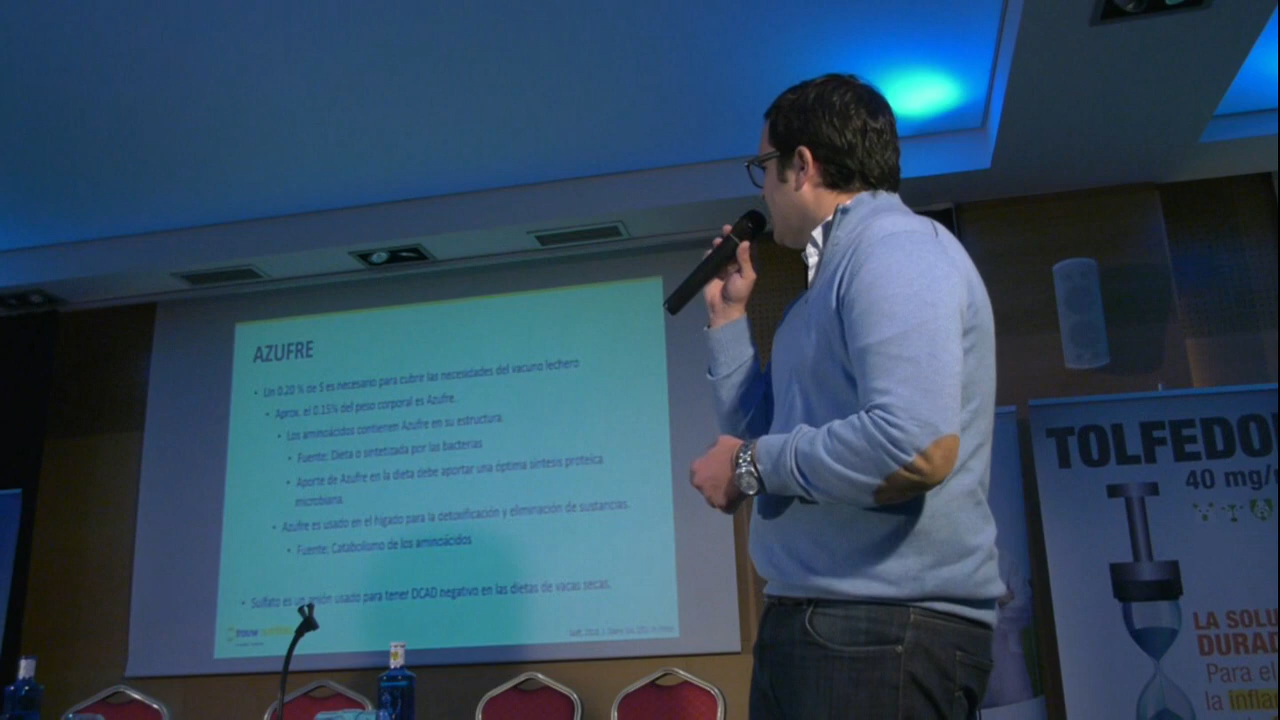 AZUFRE
• Un 0,20 % de S es necesario para cubrir las necesidades del vacuno lechero
• Aprox. el 0.15% del peso corporal es Azufre.
• Los aminoácidos contienen Azufre en su estructura.
• Fuente: Dieta o sintetizada por las bacterias
• Aporte de Azufre en la dieta debe aportar una óptima síntesis proteica
microbiana.
• Azufre es usado en el hígado para la detoxificación y eliminación de sustancias.
• Fuente: Catabolismo de los aminoácidos
• Sulfato es un anión usado para tener DCAD negativo en las dietas de vacas secas.
trouw nutrition
TOLFEDO
40 mg/
LA SOLU
DURAD
Para el
la infla